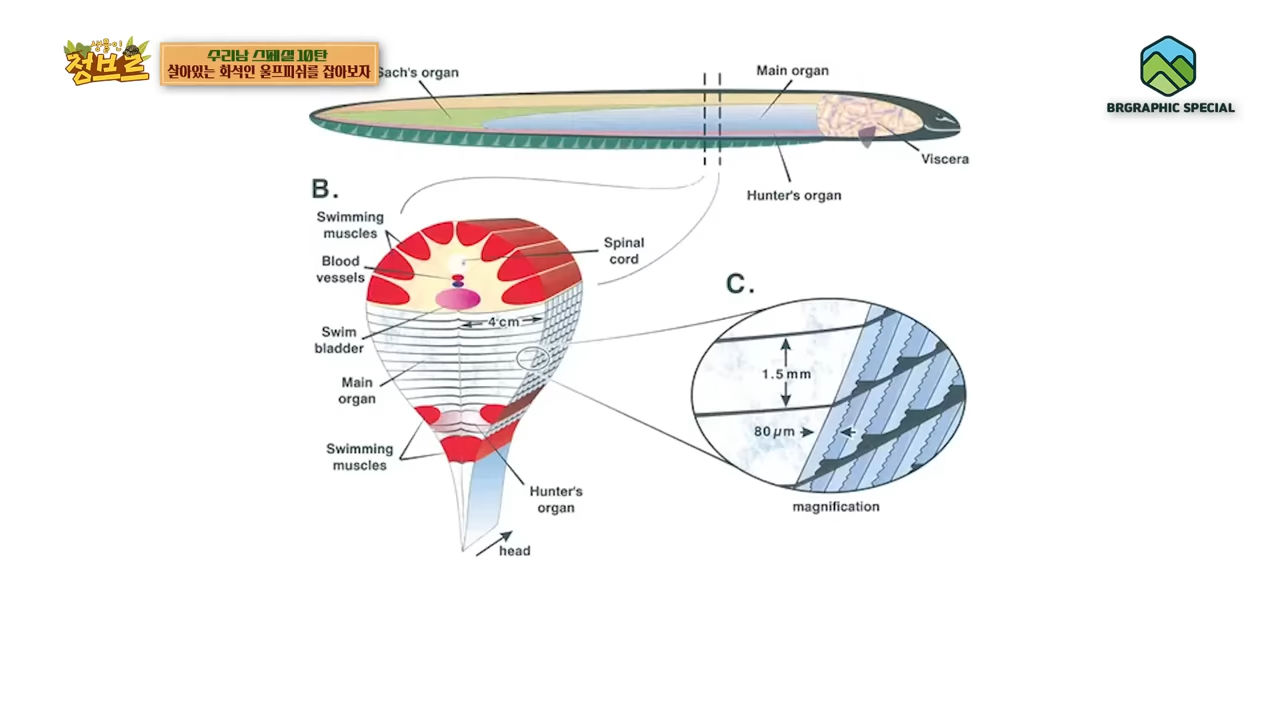 생물인
정브르
수리남 스페셜 10탄
살아있는 화석인 울프피쉬를 잡아보자
BRGRAPHIC SPECIAL
Sach's organ
Main organ
Viscera
Hunter's organ
B.
Swimming
muscles
Blood
vessels
Spinal
cord
4 cm
Swim
bladder
Main
organ
Swimming
muscles
Hunter's
organ
head
C.
1.5 mm
80 µm
magnification